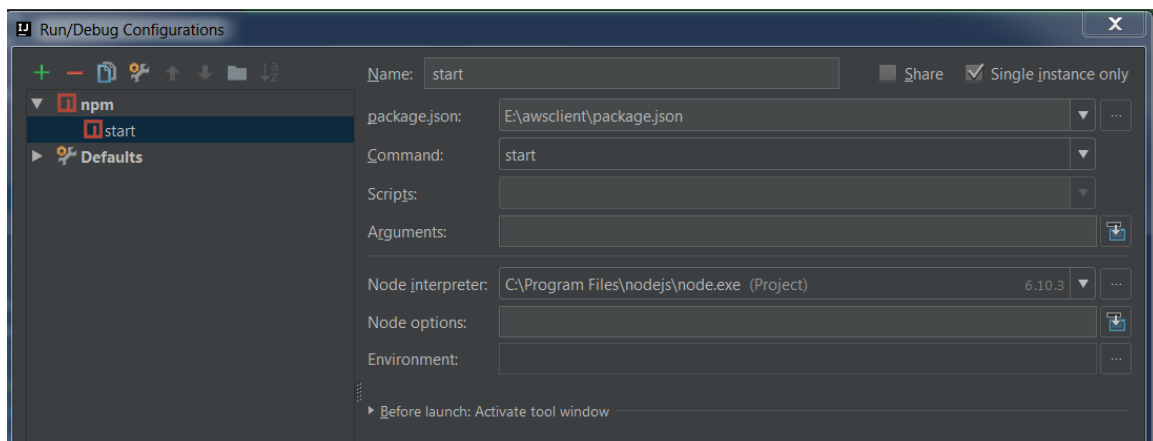 Run/Debug Configurations
X
Name: start
Share
Single instance only
npm
start
Defaults
package.json: E:\awsclient\package.json
Command: start
Scripts:
Arguments:
Node interpreter: C:\Program Files\nodejs\node.exe (Project) 6.10.3
Node options:
Environment:
Before launch: Activate tool window